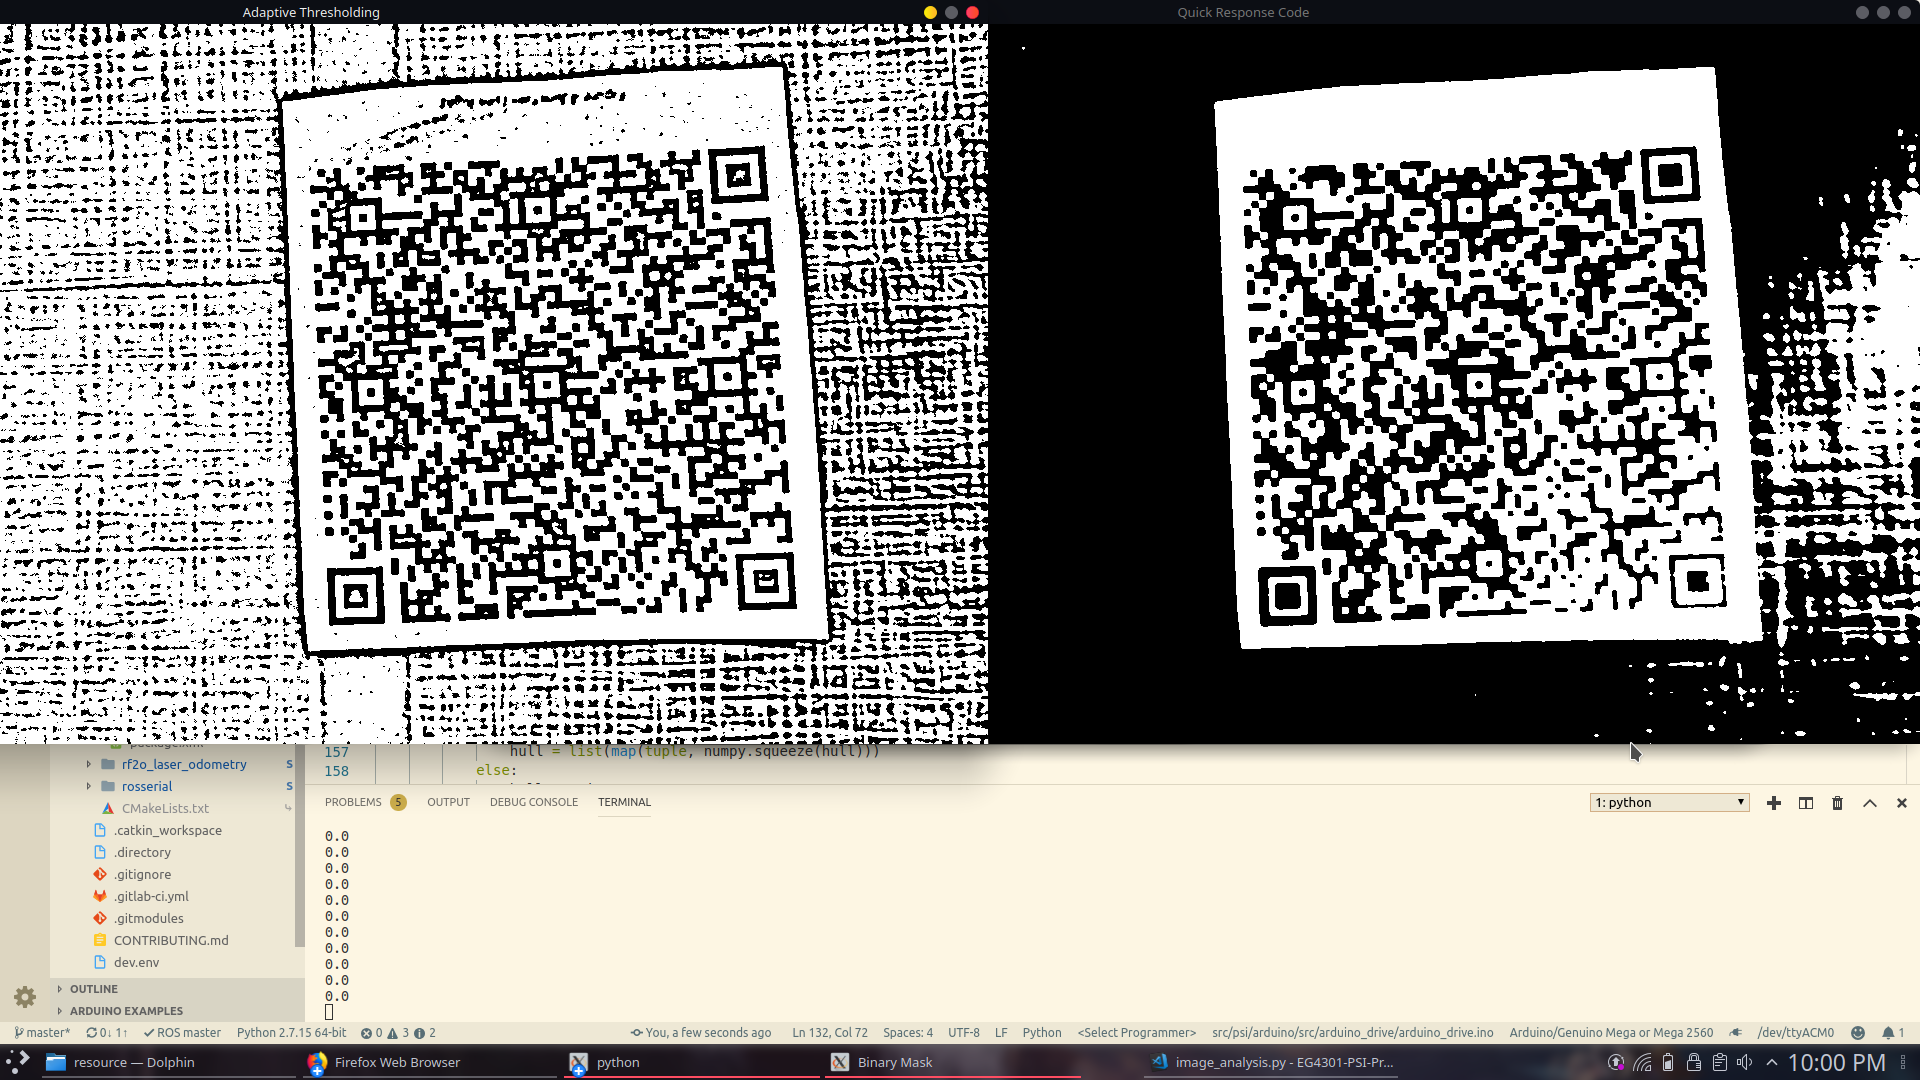 Adaptive Thresholding
Quick Response Code
157 hull = list(map(tuple, numpy.squeeze(hull)))
158 else:
rf2o_laser_odometry S
rosserial S
CMakeLists.txt
.catkin_workspace
.directory
.gitignore
.gitlab-ci.yml
.gitmodules
CONTRIBUTING.md
dev.env
OUTLINE
ARDUINO EXAMPLES
PROBLEMS 5 OUTPUT DEBUG CONSOLE TERMINAL 1: python
0.0
0.0
0.0
0.0
0.0
0.0
0.0
0.0
0.0
0.0
0.0
master* 0↓ 1↑ ROS master Python 2.7.15 64-bit 0 3 2 You, a few seconds ago Ln 132, Col 72 Spaces: 4 UTF-8 LF Python <Select Programmer> src/psi/arduino/src/arduino_drive/arduino_drive.ino Arduino/Genuino Mega or Mega 2560 /dev/ttyACM0 1
resource — Dolphin Firefox Web Browser python Binary Mask image_analysis.py - EG4301-PSI-Pr... 10:00 PM